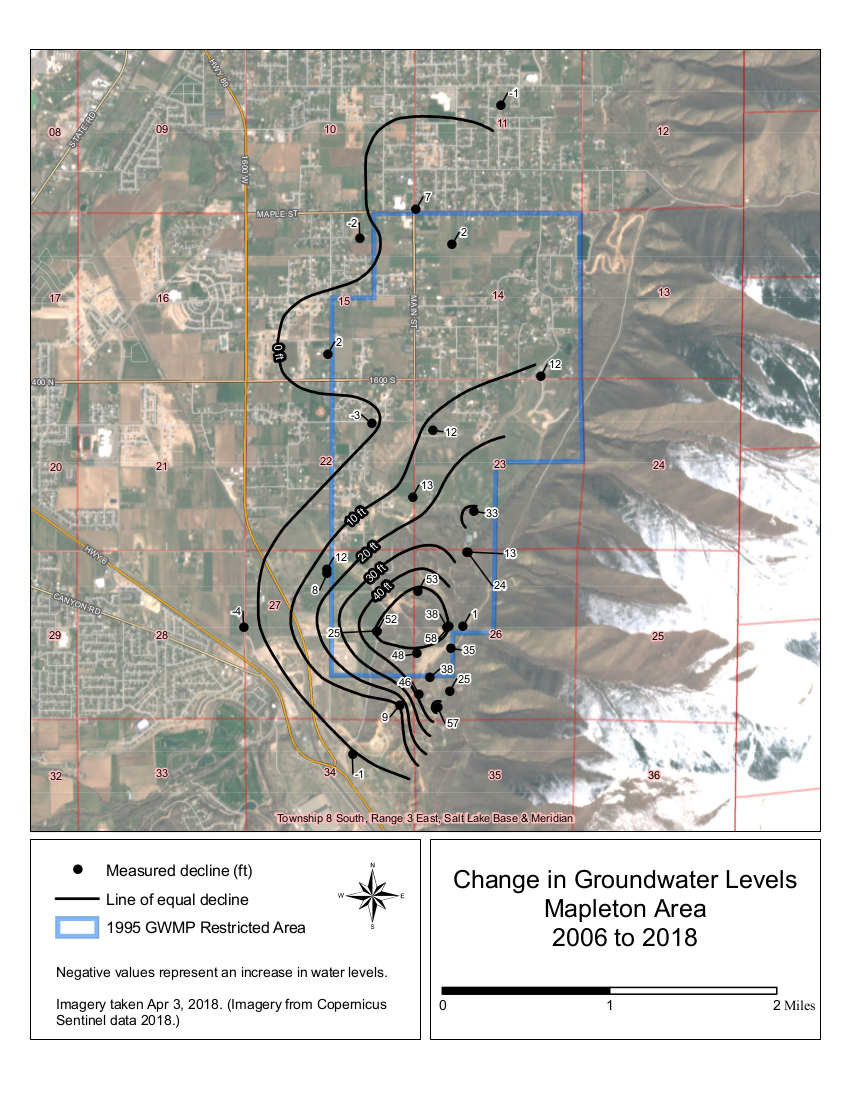 HWY 89
-1
STATE RD
08
09
10
11
12
1600 W
7
MAPLE ST
-2
2
17
16
15
14
13
MAIN ST
0 ft
2
400 N
1600 S
12
-3
12
20
21
22
23
24
13
10 ft
33
HWY 6
20 ft
12
13
30 ft
8
40 ft
53
24
CANYON RD
27
-4
52
38
1
29
28
25
58
26
25
48
35
38
46
25
9
57
32
33
34
-1
35
36
Township 8 South, Range 3 East, Salt Lake Base & Meridian
Measured decline (ft)
Line of equal decline
1995 GWMP Restricted Area
N
W
E
S
Negative values represent an increase in water levels.
Imagery taken Apr 3, 2018. (Imagery from Copernicus
Sentinel data 2018.)
Change in Groundwater Levels
Mapleton Area
2006 to 2018
0
1
2 Miles